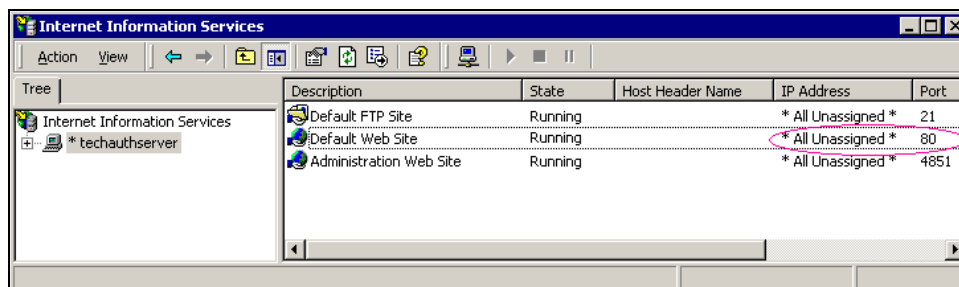 Internet Information Services
Action View
Tree
Internet Information Services
* techauthserver
Description State Host Header Name IP Address Port
Default FTP Site Running * All Unassigned * 21
Default Web Site Running * All Unassigned * 80
Administration Web Site Running * All Unassigned * 4851